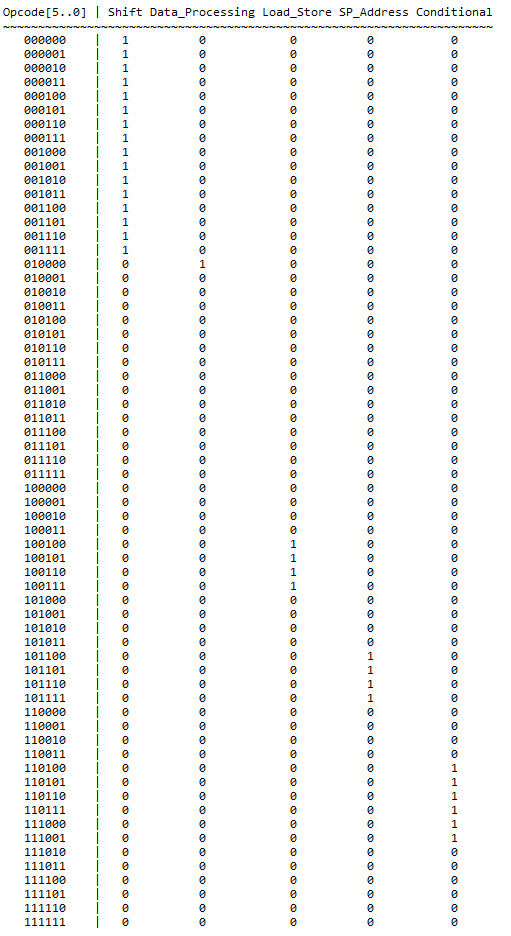 Opcode[5..0] | Shift Data_Processing Load_Store SP_Address Conditional
~~~~~~~~~~~~~~~~~~~~~~~~~~~~~~~~~~~~~~~~~~~~~~~~~~~~~~~~~~~~~~~~~~~~~~
000000 | 1 0 0 0 0
000001 | 1 0 0 0 0
000010 | 1 0 0 0 0
000011 | 1 0 0 0 0
000100 | 1 0 0 0 0
000101 | 1 0 0 0 0
000110 | 1 0 0 0 0
000111 | 1 0 0 0 0
001000 | 1 0 0 0 0
001001 | 1 0 0 0 0
001010 | 1 0 0 0 0
001011 | 1 0 0 0 0
001100 | 1 0 0 0 0
001101 | 1 0 0 0 0
001110 | 1 0 0 0 0
001111 | 1 0 0 0 0
010000 | 0 1 0 0 0
010001 | 0 0 0 0 0
010010 | 0 0 0 0 0
010011 | 0 0 0 0 0
010100 | 0 0 0 0 0
010101 | 0 0 0 0 0
010110 | 0 0 0 0 0
010111 | 0 0 0 0 0
011000 | 0 0 0 0 0
011001 | 0 0 0 0 0
011010 | 0 0 0 0 0
011011 | 0 0 0 0 0
011100 | 0 0 0 0 0
011101 | 0 0 0 0 0
011110 | 0 0 0 0 0
011111 | 0 0 0 0 0
100000 | 0 0 0 0 0
100001 | 0 0 0 0 0
100010 | 0 0 0 0 0
100011 | 0 0 0 0 0
100100 | 0 0 1 0 0
100101 | 0 0 1 0 0
100110 | 0 0 1 0 0
100111 | 0 0 1 0 0
101000 | 0 0 0 0 0
101001 | 0 0 0 0 0
101010 | 0 0 0 0 0
101011 | 0 0 0 0 0
101100 | 0 0 0 1 0
101101 | 0 0 0 1 0
101110 | 0 0 0 1 0
101111 | 0 0 0 1 0
110000 | 0 0 0 0 0
110001 | 0 0 0 0 0
110010 | 0 0 0 0 0
110011 | 0 0 0 0 0
110100 | 0 0 0 0 1
110101 | 0 0 0 0 1
110110 | 0 0 0 0 1
110111 | 0 0 0 0 1
111000 | 0 0 0 0 1
111001 | 0 0 0 0 1
111010 | 0 0 0 0 0
111011 | 0 0 0 0 0
111100 | 0 0 0 0 0
111101 | 0 0 0 0 0
111110 | 0 0 0 0 0
111111 | 0 0 0 0 0